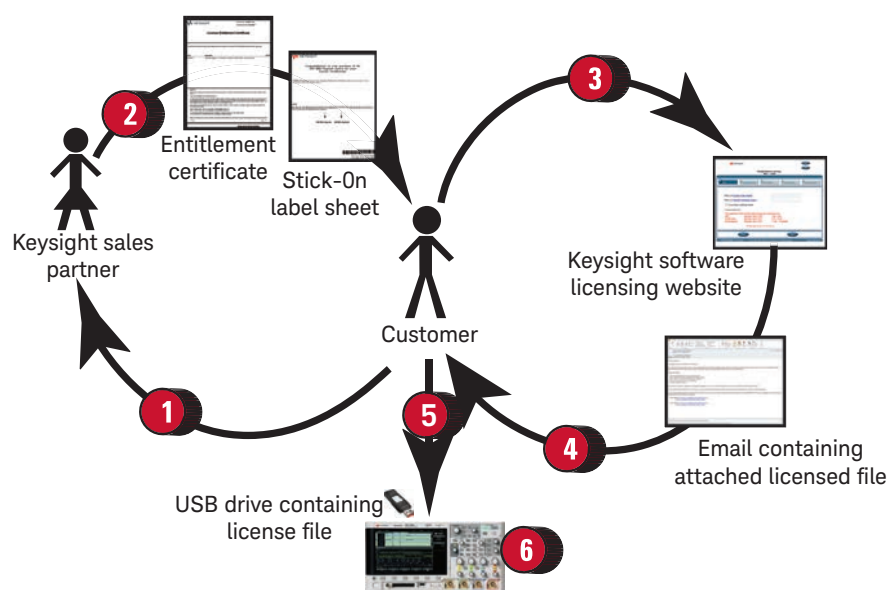 2
3
Entitlement
certificate
Stick-On
label sheet
Keysight sales
partner
Customer
Keysight software
licensing website
1
5
4
Email containing
attached licensed file
USB drive containing
license file
6